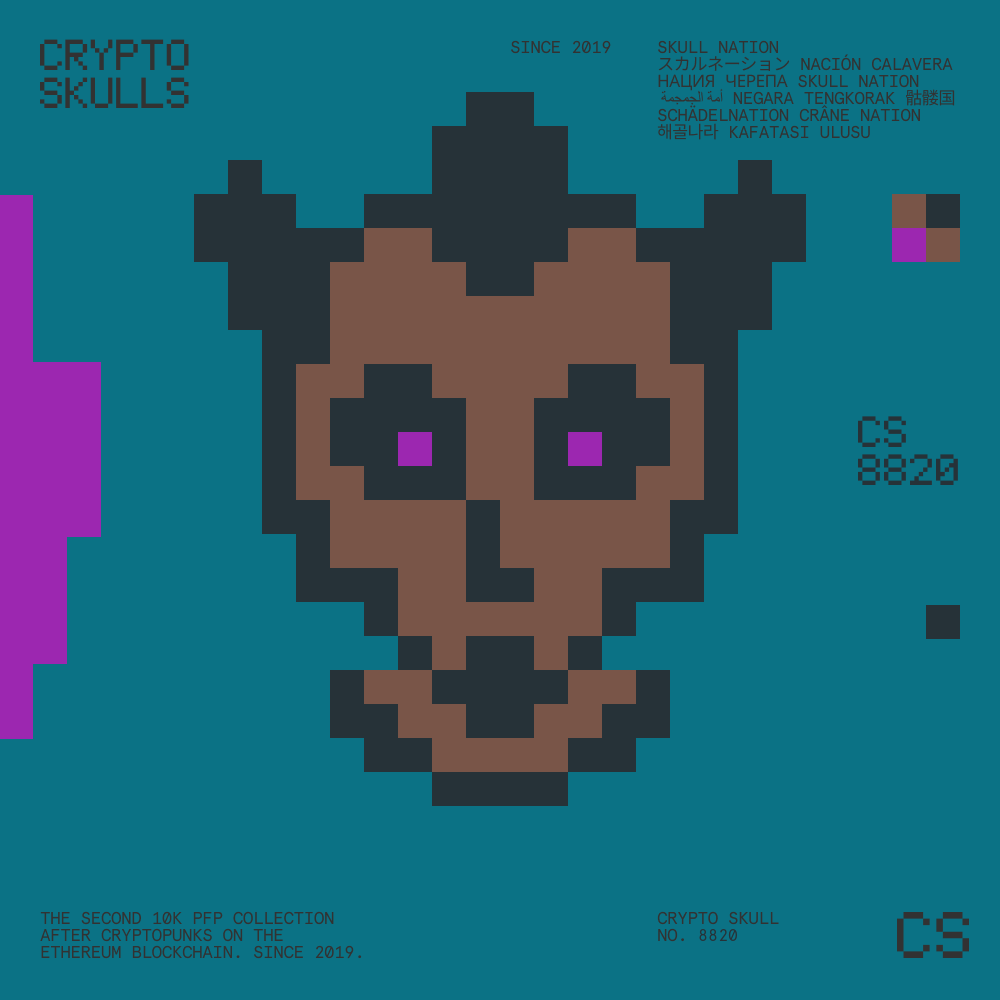 CRYPTO
SKULLS
SINCE 2019
SKULL NATION
スカルネーション NACIÓN CALAVERA
НАЦИЯ ЧЕРЕПА SKULL NATION
أمة الجمجمة NEGARA TENGKORAK 骷髅国
SCHÄDELNATION CRÂNE NATION
해골나라 KAFATASI ULUSU
CS
8820
THE SECOND 10K PFP COLLECTION
AFTER CRYPTOPUNKS ON THE
ETHEREUM BLOCKCHAIN. SINCE 2019.
CRYPTO SKULL
NO. 8820
CS